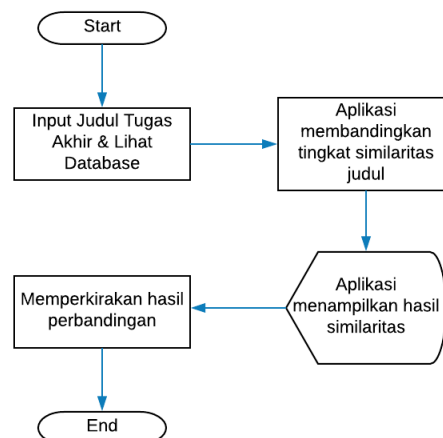 Start
Input Judul Tugas
Akhir & Lihat
Database
Aplikasi
membandingkan
tingkat similaritas
judul
Aplikasi
menampilkan hasil
similaritas
Memperkirakan hasil
perbandingan
End